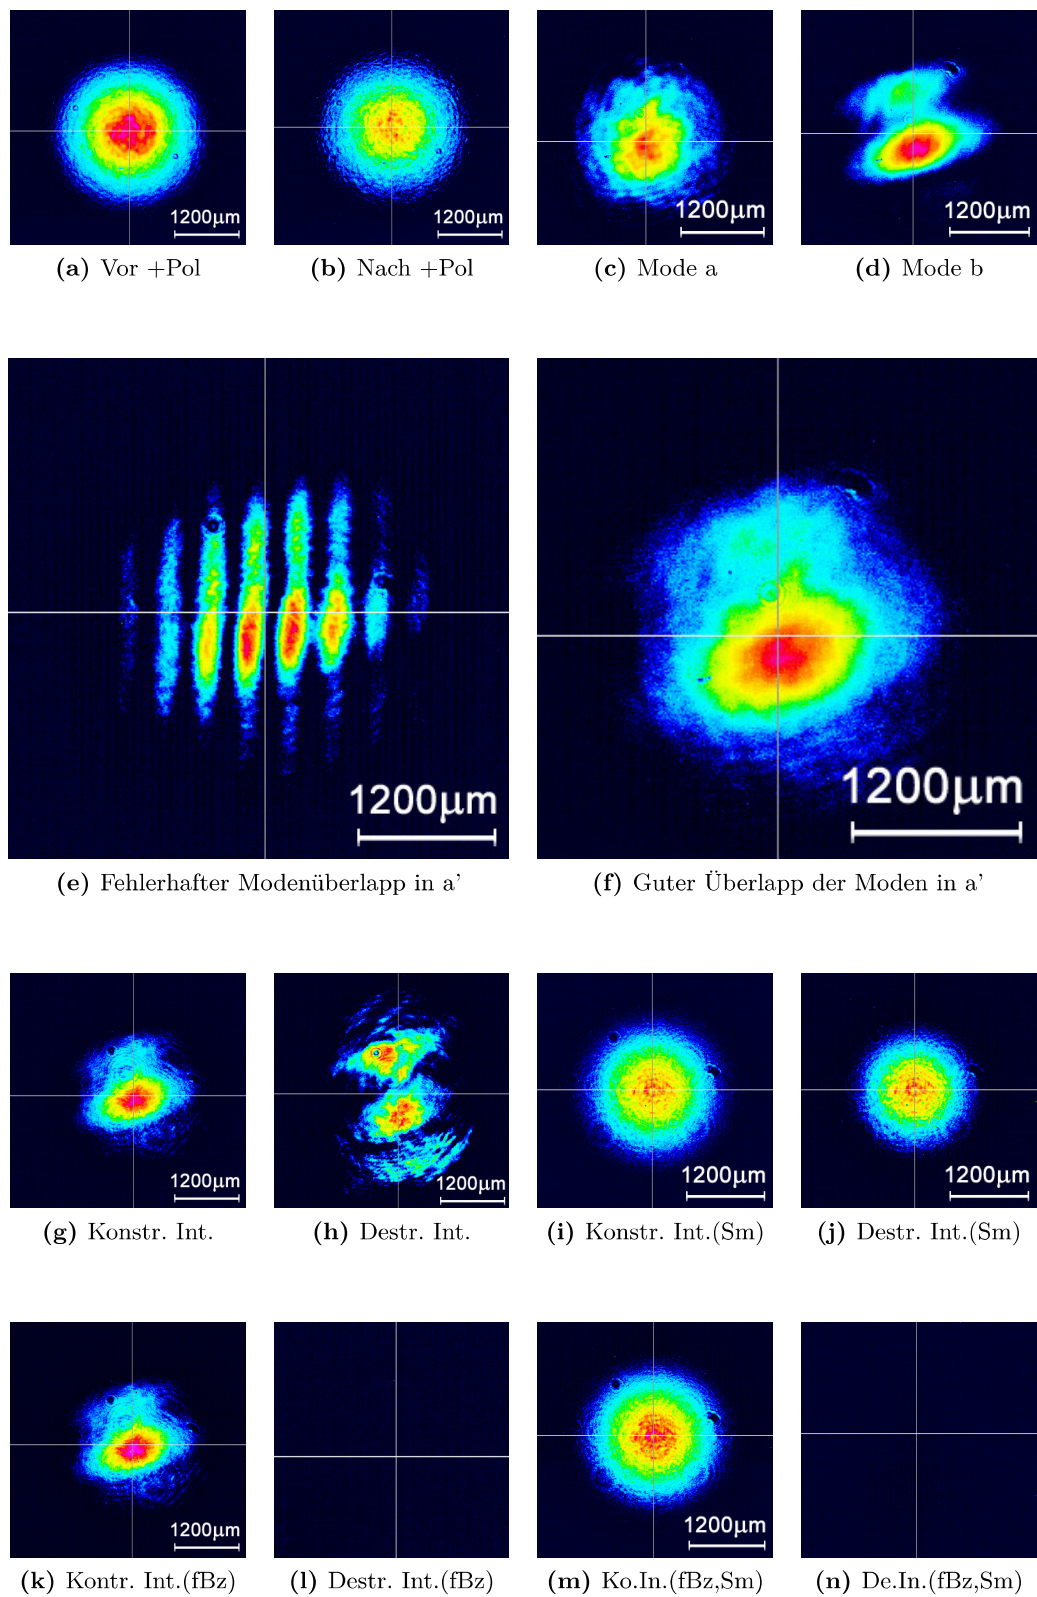 1200µm 1200µm 1200µm 1200µm
(a) Vor +Pol (b) Nach +Pol (c) Mode a (d) Mode b
1200µm 1200µm
(e) Fehlerhafter Modenüberlapp in a’ (f) Guter Überlapp der Moden in a’
1200µm 1200µm 1200µm 1200µm
(g) Konstr. Int. (h) Destr. Int. (i) Konstr. Int.(Sm) (j) Destr. Int.(Sm)
1200µm 1200µm
(k) Kontr. Int.(fBz) (l) Destr. Int.(fBz) (m) Ko.In.(fBz,Sm) (n) De.In.(fBz,Sm)